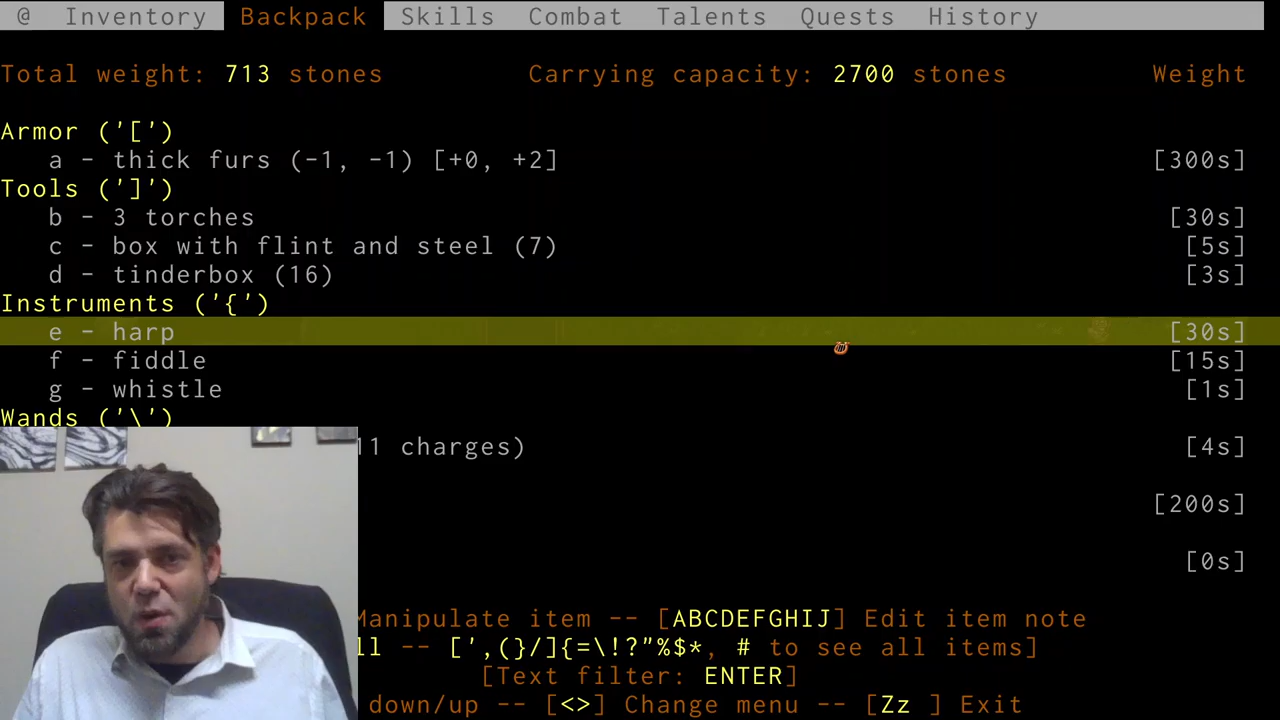 @ Inventory Backpack Skills Combat Talents Quests History
Total weight: 713 stones Carrying capacity: 2700 stones Weight
Armor ('[')
a - thick furs (-1, -1) [+0, +2] [300s]
Tools (']')
b - 3 torches [30s]
c - box with flint and steel (7) [5s]
d - tinderbox (16) [3s]
Instruments ('{')
e - harp [30s]
f - fiddle [15s]
g - whistle [1s]
Wands ('\')
11 charges) [4s]
[200s]
[0s]
Manipulate item -- [ABCDEFGHIJ] Edit item note
ll -- [',(}/]{=\!?"%$*, # to see all items]
[Text filter: ENTER]
down/up -- [<>] Change menu -- [Zz ] Exit